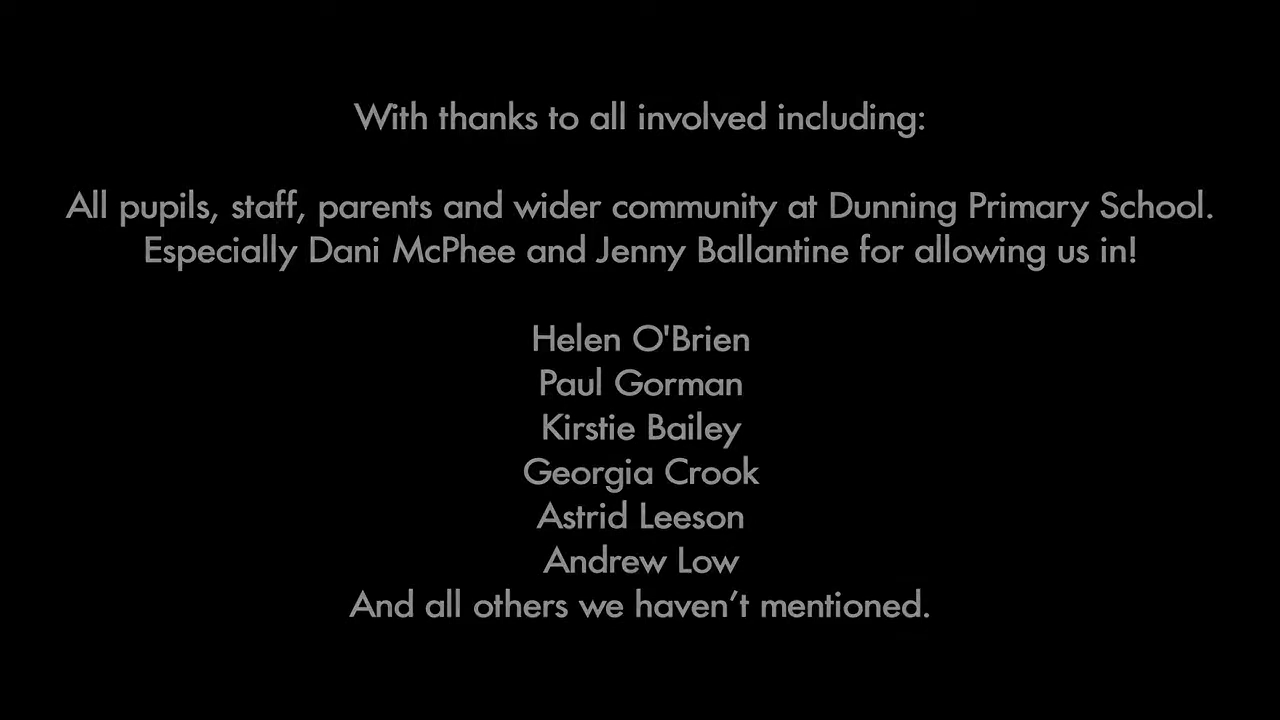 With thanks to all involved including:
All pupils, staff, parents and wider community at Dunning Primary School.
Especially Dani McPhee and Jenny Ballantine for allowing us in!
Helen O'Brien
Paul Gorman
Kirstie Bailey
Georgia Crook
Astrid Leeson
Andrew Low
And all others we haven’t mentioned.